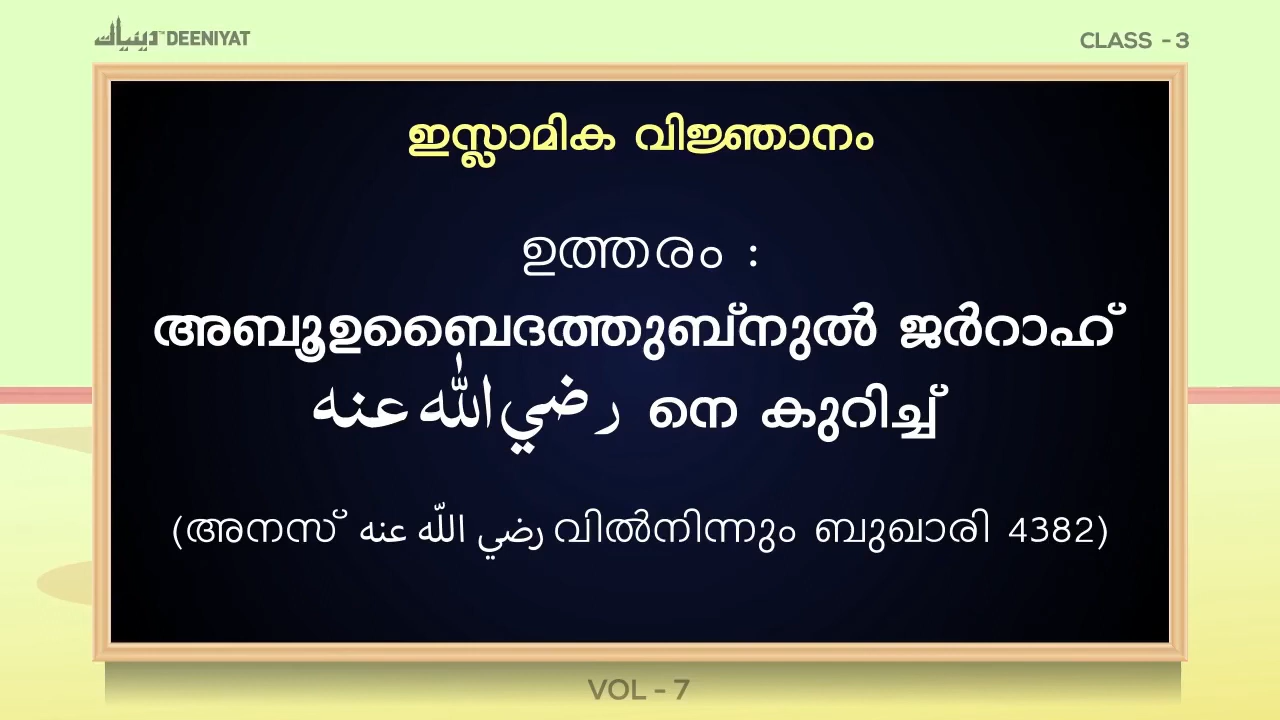 دينيات™ DEENIYAT
CLASS - 3
ഇസ്ലാമിക വിജ്ഞാനം
ഉത്തരം :
അബൂഉബൈദത്തുബ്നുൽ ജർറാഹ്
رضي الله عنه നെ കുറിച്ച്
(അനസ് رضي الله عنه വിൽനിന്നും ബുഖാരി 4382)
VOL - 7